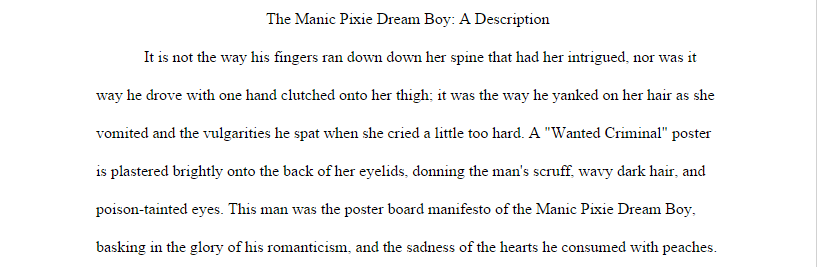 The Manic Pixie Dream Boy: A Description
It is not the way his fingers ran down down her spine that had her intrigued, nor was it
way he drove with one hand clutched onto her thigh; it was the way he yanked on her hair as she
vomited and the vulgarities he spat when she cried a little too hard. A "Wanted Criminal" poster
is plastered brightly onto the back of her eyelids, donning the man's scruff, wavy dark hair, and
poison-tainted eyes. This man was the poster board manifesto of the Manic Pixie Dream Boy,
basking in the glory of his romanticism, and the sadness of the hearts he consumed with peaches.